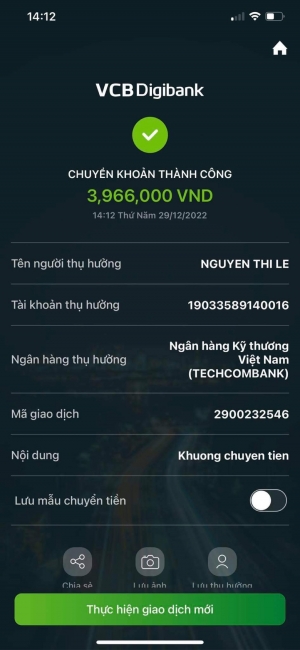 14:12
VCB Digibank
CHUYỂN KHOẢN THÀNH CÔNG
3,966,000 VND
14:12 Thứ Năm 29/12/2022
Tên người thụ hưởng NGUYEN THI LE
Tài khoản thụ hưởng 19033589140016
Ngân hàng thụ hưởng Ngân hàng Kỹ thương
Việt Nam
(TECHCOMBANK)
Mã giao dịch 2900232546
Nội dung Khuong chuyen tien
Lưu mẫu chuyển tiền
Chia sẻ Lưu ảnh Lưu thụ hưởng
Thực hiện giao dịch mới